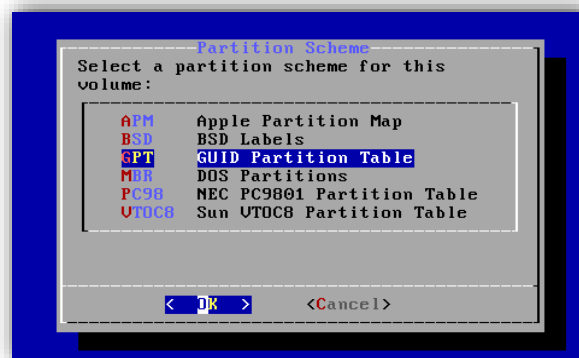 Partition Scheme
Select a partition scheme for this
volume:
APM Apple Partition Map
BSD BSD Labels
GPT GUID Partition Table
MBR DOS Partitions
PC98 NEC PC9801 Partition Table
VTOC8 Sun VTOC8 Partition Table
< OK > <Cancel>